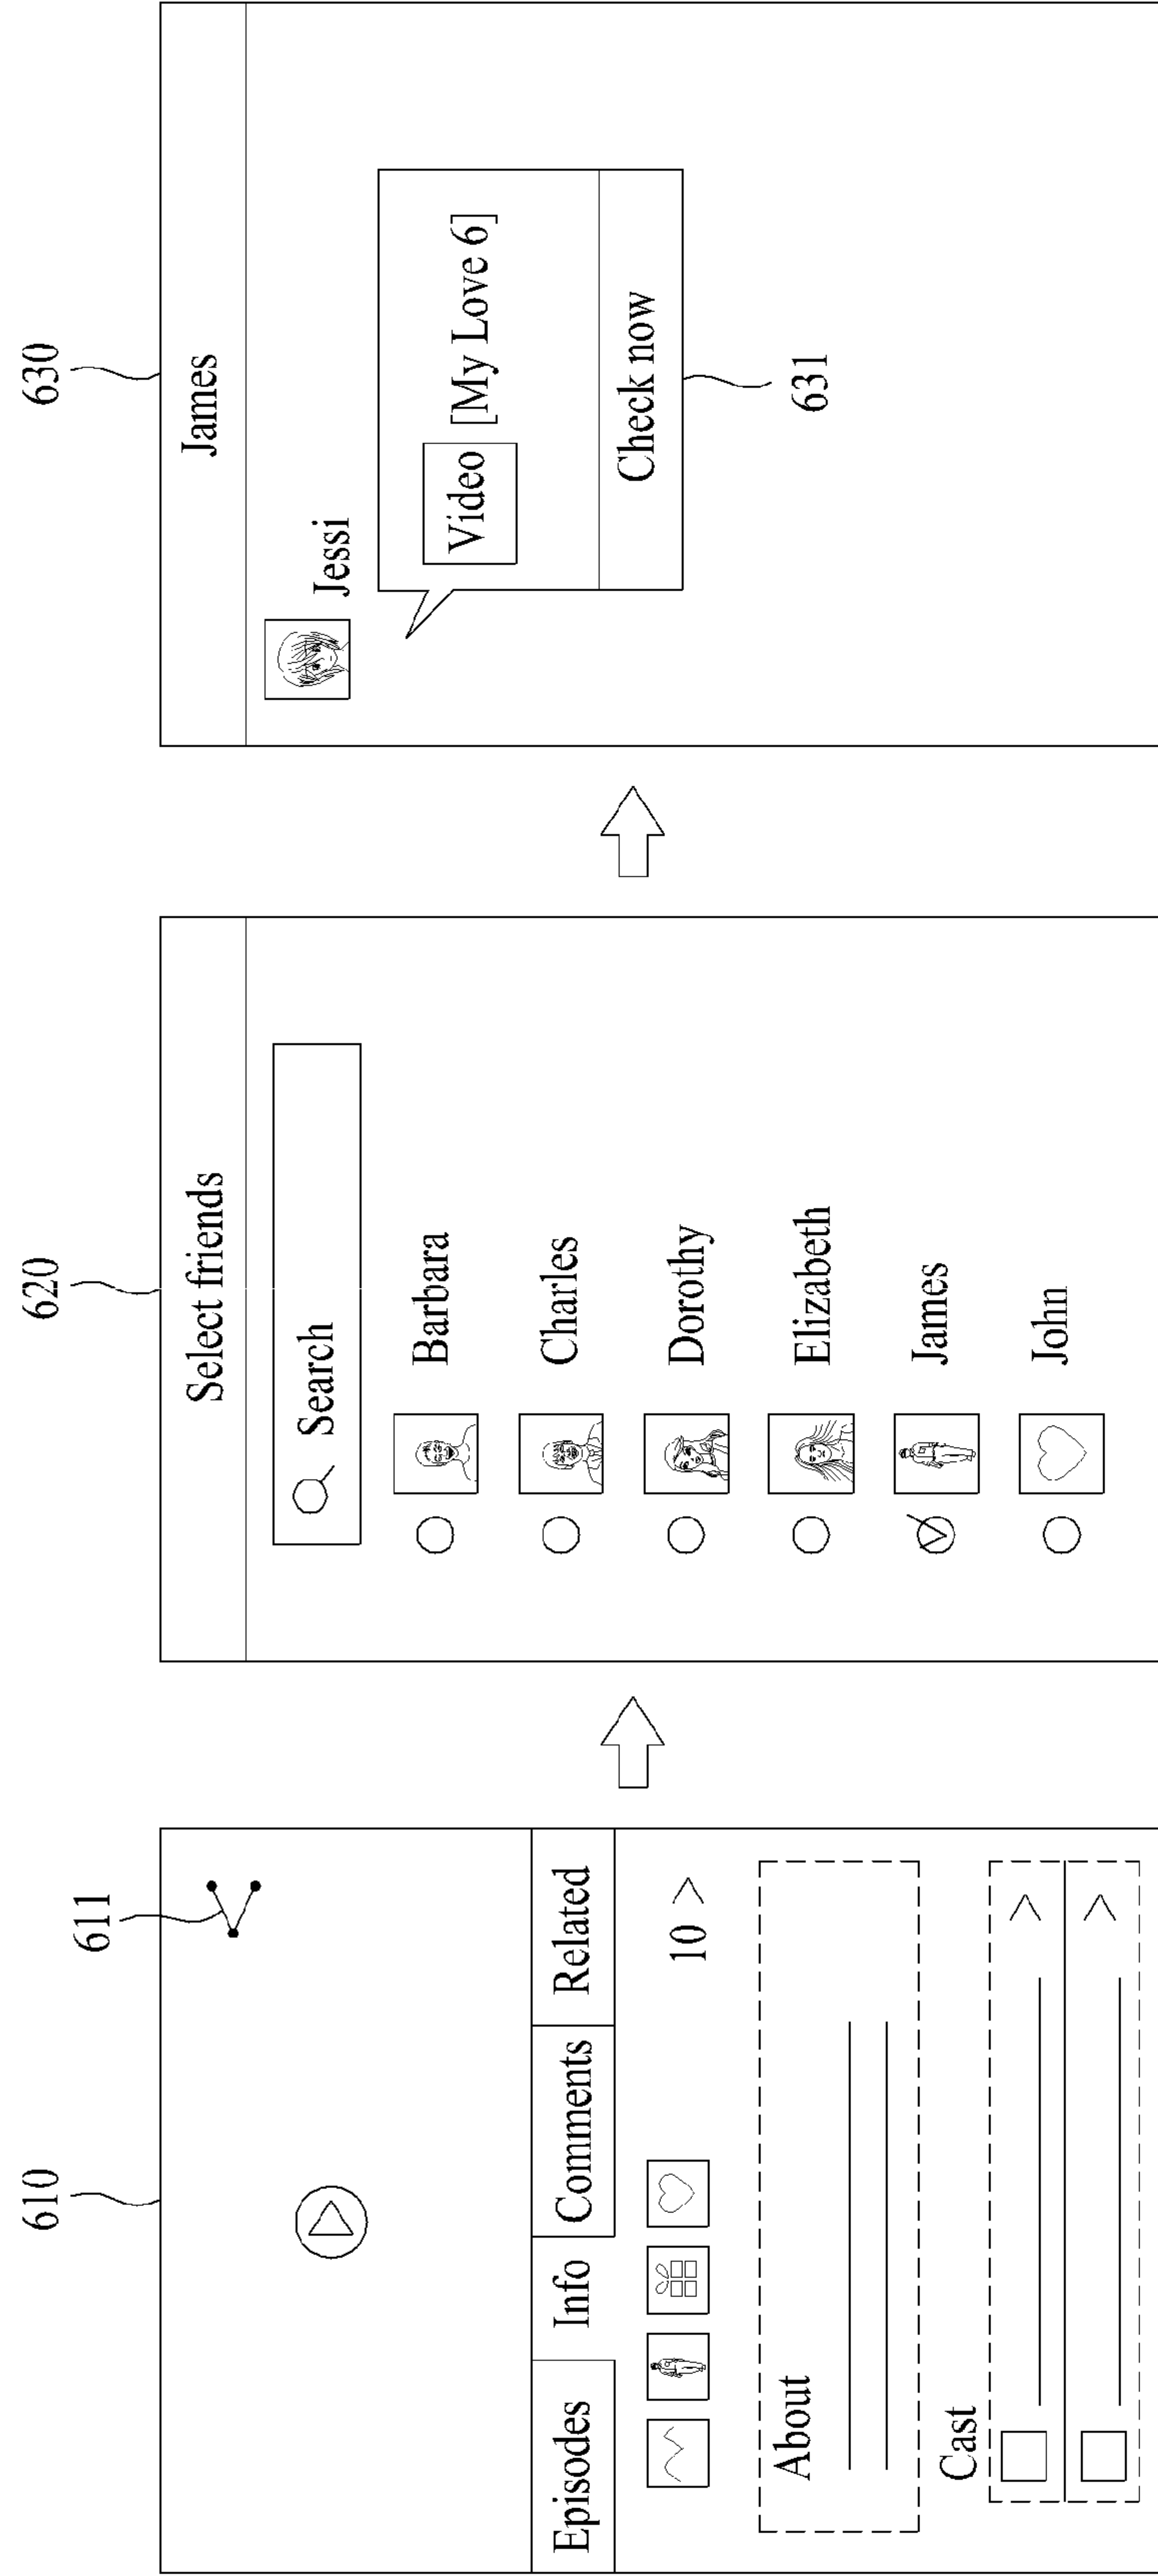 610
611
Episodes Info Comments Related
10 >
About
Cast
620
Select friends
Search
Barbara
Charles
Dorothy
Elizabeth
James
John
630
James
Jessi
Video [My Love 6]
Check now
631